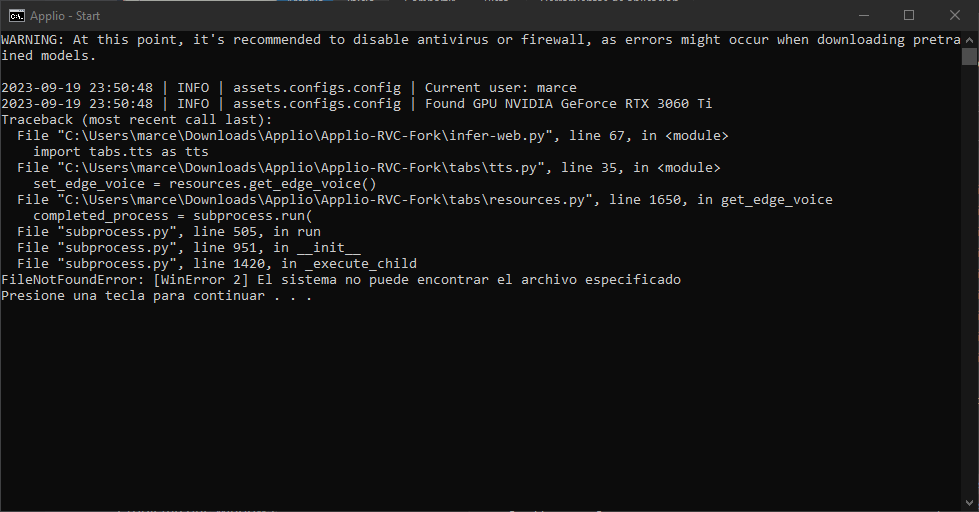 Applio - Start
WARNING: At this point, it's recommended to disable antivirus or firewall, as errors might occur when downloading pretra
ined models.
2023-09-19 23:50:48 | INFO | assets.configs.config | Current user: marce
2023-09-19 23:50:48 | INFO | assets.configs.config | Found GPU NVIDIA GeForce RTX 3060 Ti
Traceback (most recent call last):
  File "C:\Users\marce\Downloads\Applio\Applio-RVC-Fork\infer-web.py", line 67, in <module>
    import tabs.tts as tts
  File "C:\Users\marce\Downloads\Applio\Applio-RVC-Fork\tabs\tts.py", line 35, in <module>
    set_edge_voice = resources.get_edge_voice()
  File "C:\Users\marce\Downloads\Applio\Applio-RVC-Fork\tabs\resources.py", line 1650, in get_edge_voice
    completed_process = subprocess.run(
  File "subprocess.py", line 505, in run
  File "subprocess.py", line 951, in __init__
  File "subprocess.py", line 1420, in _execute_child
FileNotFoundError: [WinError 2] El sistema no puede encontrar el archivo especificado
Presione una tecla para continuar . . .